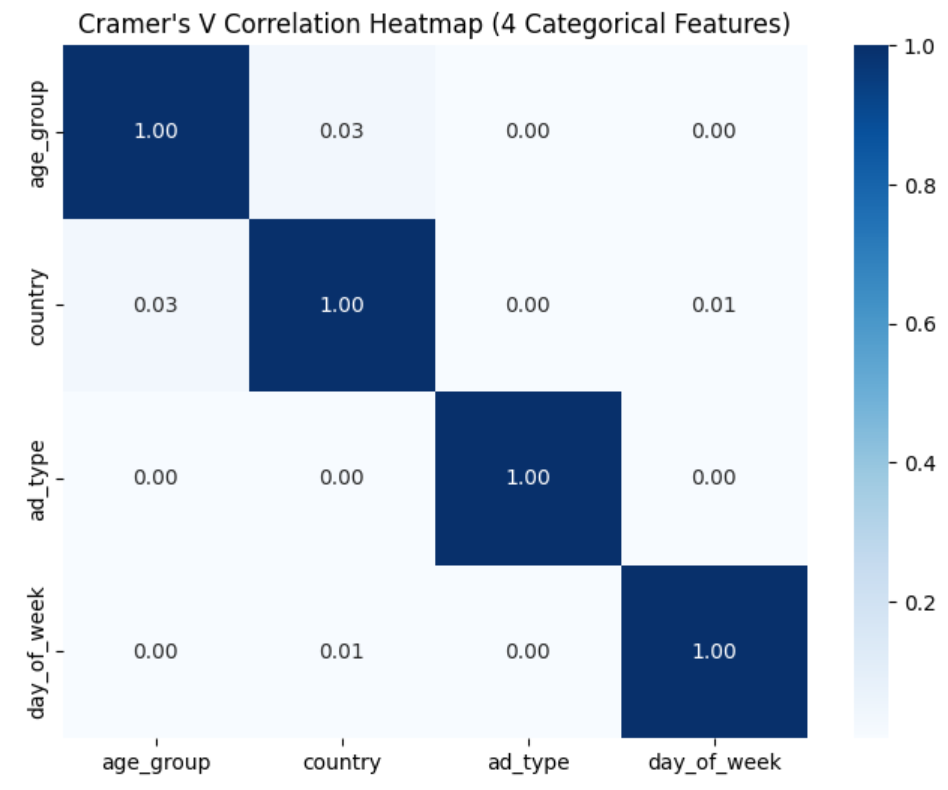 Cramer's V Correlation Heatmap (4 Categorical Features)
age_group 1.00 0.03 0.00 0.00
country 0.03 1.00 0.00 0.01
ad_type 0.00 0.00 1.00 0.00
day_of_week 0.00 0.01 0.00 1.00
age_group country ad_type day_of_week
1.0
0.8
0.6
0.4
0.2